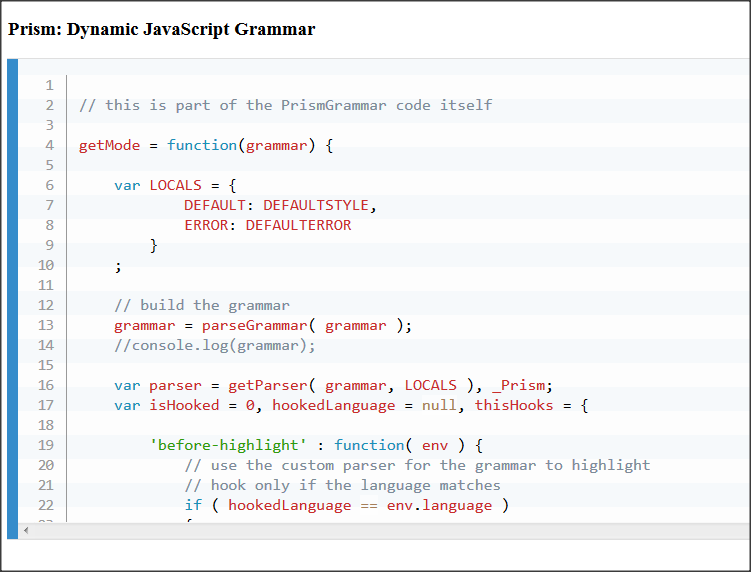 Prism: Dynamic JavaScript Grammar
1
2 // this is part of the PrismGrammar code itself
3
4 getMode = function(grammar) {
5
6 var LOCALS = {
7 DEFAULT: DEFAULTSTYLE,
8 ERROR: DEFAULTERROR
9 }
10 ;
11
12 // build the grammar
13 grammar = parseGrammar( grammar );
14 //console.log(grammar);
15
16 var parser = getParser( grammar, LOCALS ), _Prism;
17 var isHooked = 0, hookedLanguage = null, thisHooks = {
18
19 'before-highlight' : function( env ) {
20 // use the custom parser for the grammar to highlight
21 // hook only if the language matches
22 if ( hookedLanguage == env.language )